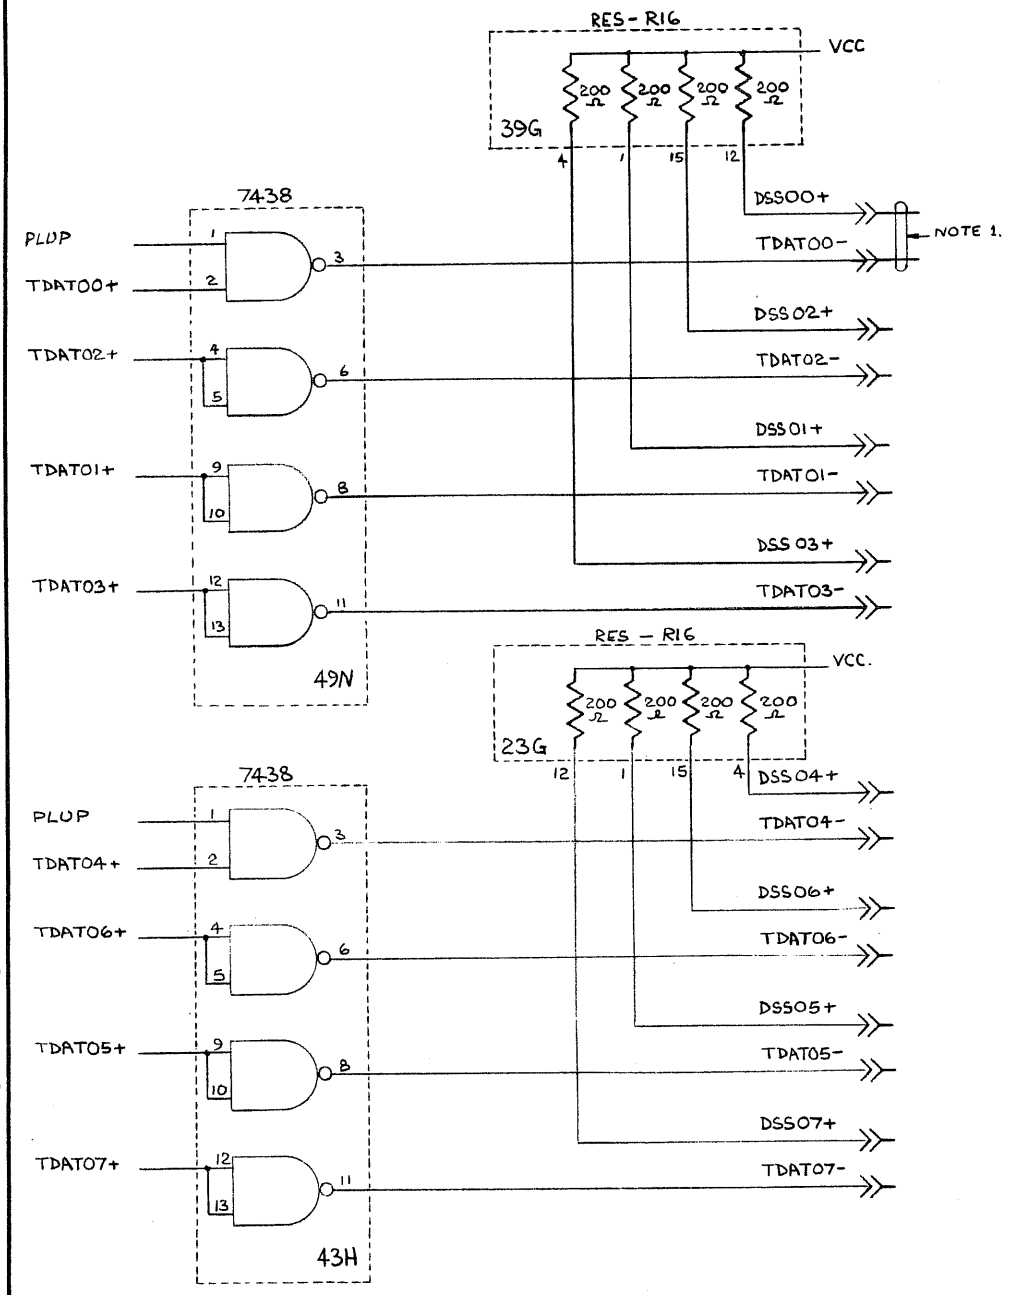 RES-R16
VCC
200 Ω 200 Ω 200 Ω 200 Ω
39G
4 1 15 12
7438
DSS00+
PLUP 1
TDAT00-
NOTE 1.
3
TDAT00+ 2
DSS02+
TDAT02+ 4
TDAT02-
6
5
DSS01+
TDAT01+ 9
TDAT01-
8
10
DSS03+
TDAT03+ 12
TDAT03-
11
13
RES - R16
49N
VCC.
200 Ω 200 Ω 200 Ω 200 Ω
23G
12 1 15 4
7438
DSS04+
PLUP 1
TDAT04-
3
TDAT04+ 2
DSS06+
TDAT06+ 4
TDAT06-
6
5
DSS05+
TDAT05+ 9
TDAT05-
8
10
DSS07+
TDAT07+ 12
TDAT07-
11
13
43H